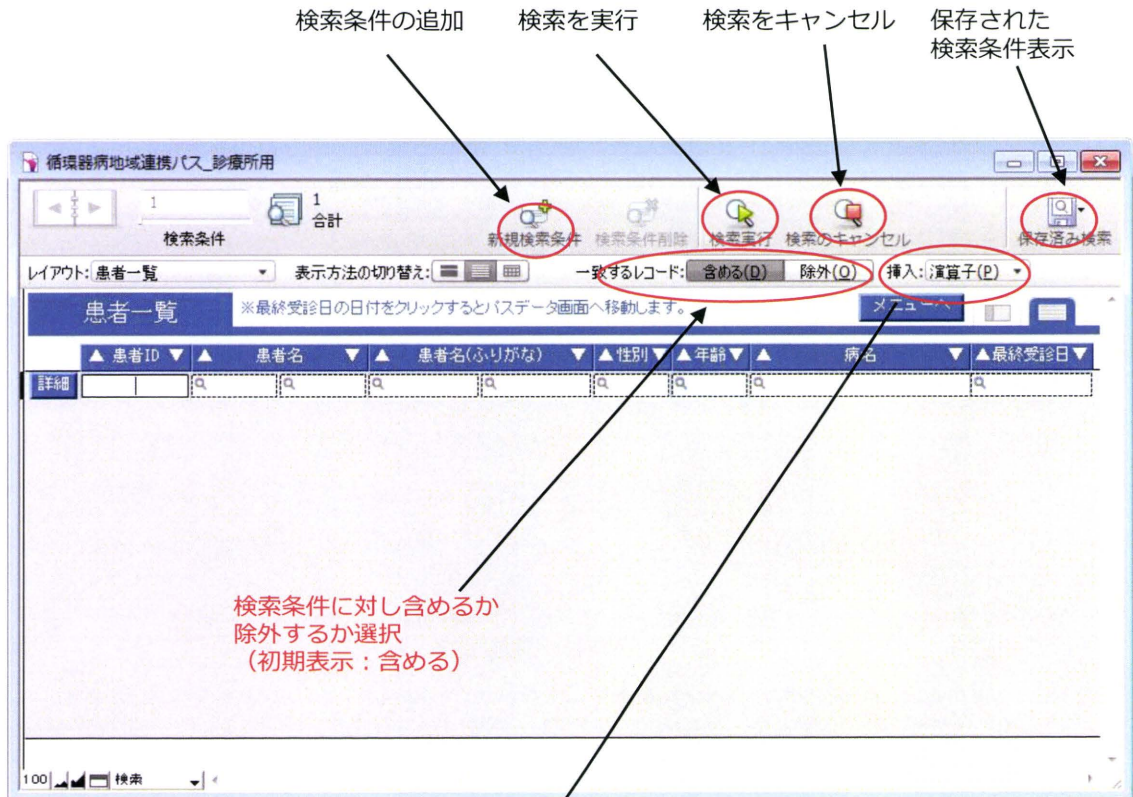 検索条件の追加 検索を実行 検索をキャンセル 保存された
検索条件表示
循環器病地域連携パス_診療所用
1 1
合計
検索条件 新規検索条件 検索条件削除 検索実行 検索のキャンセル 保存済み検索
レイアウト: 患者一覧 表示方法の切り替え: 一致するレコード: 含める(D) 除外(O) 挿入: 演算子(P)
患者一覧 ※最終受診日の日付をクリックするとパスデータ画面へ移動します。 メニューへ
▲ 患者ID ▼ ▲ 患者名 ▼ ▲ 患者名(ふりがな) ▼ ▲性別▼ ▲年齢▼ ▲ 病名 ▼ ▲最終受診日▼
詳細
検索条件に対し含めるか
除外するか選択
(初期表示:含める)
100 検索